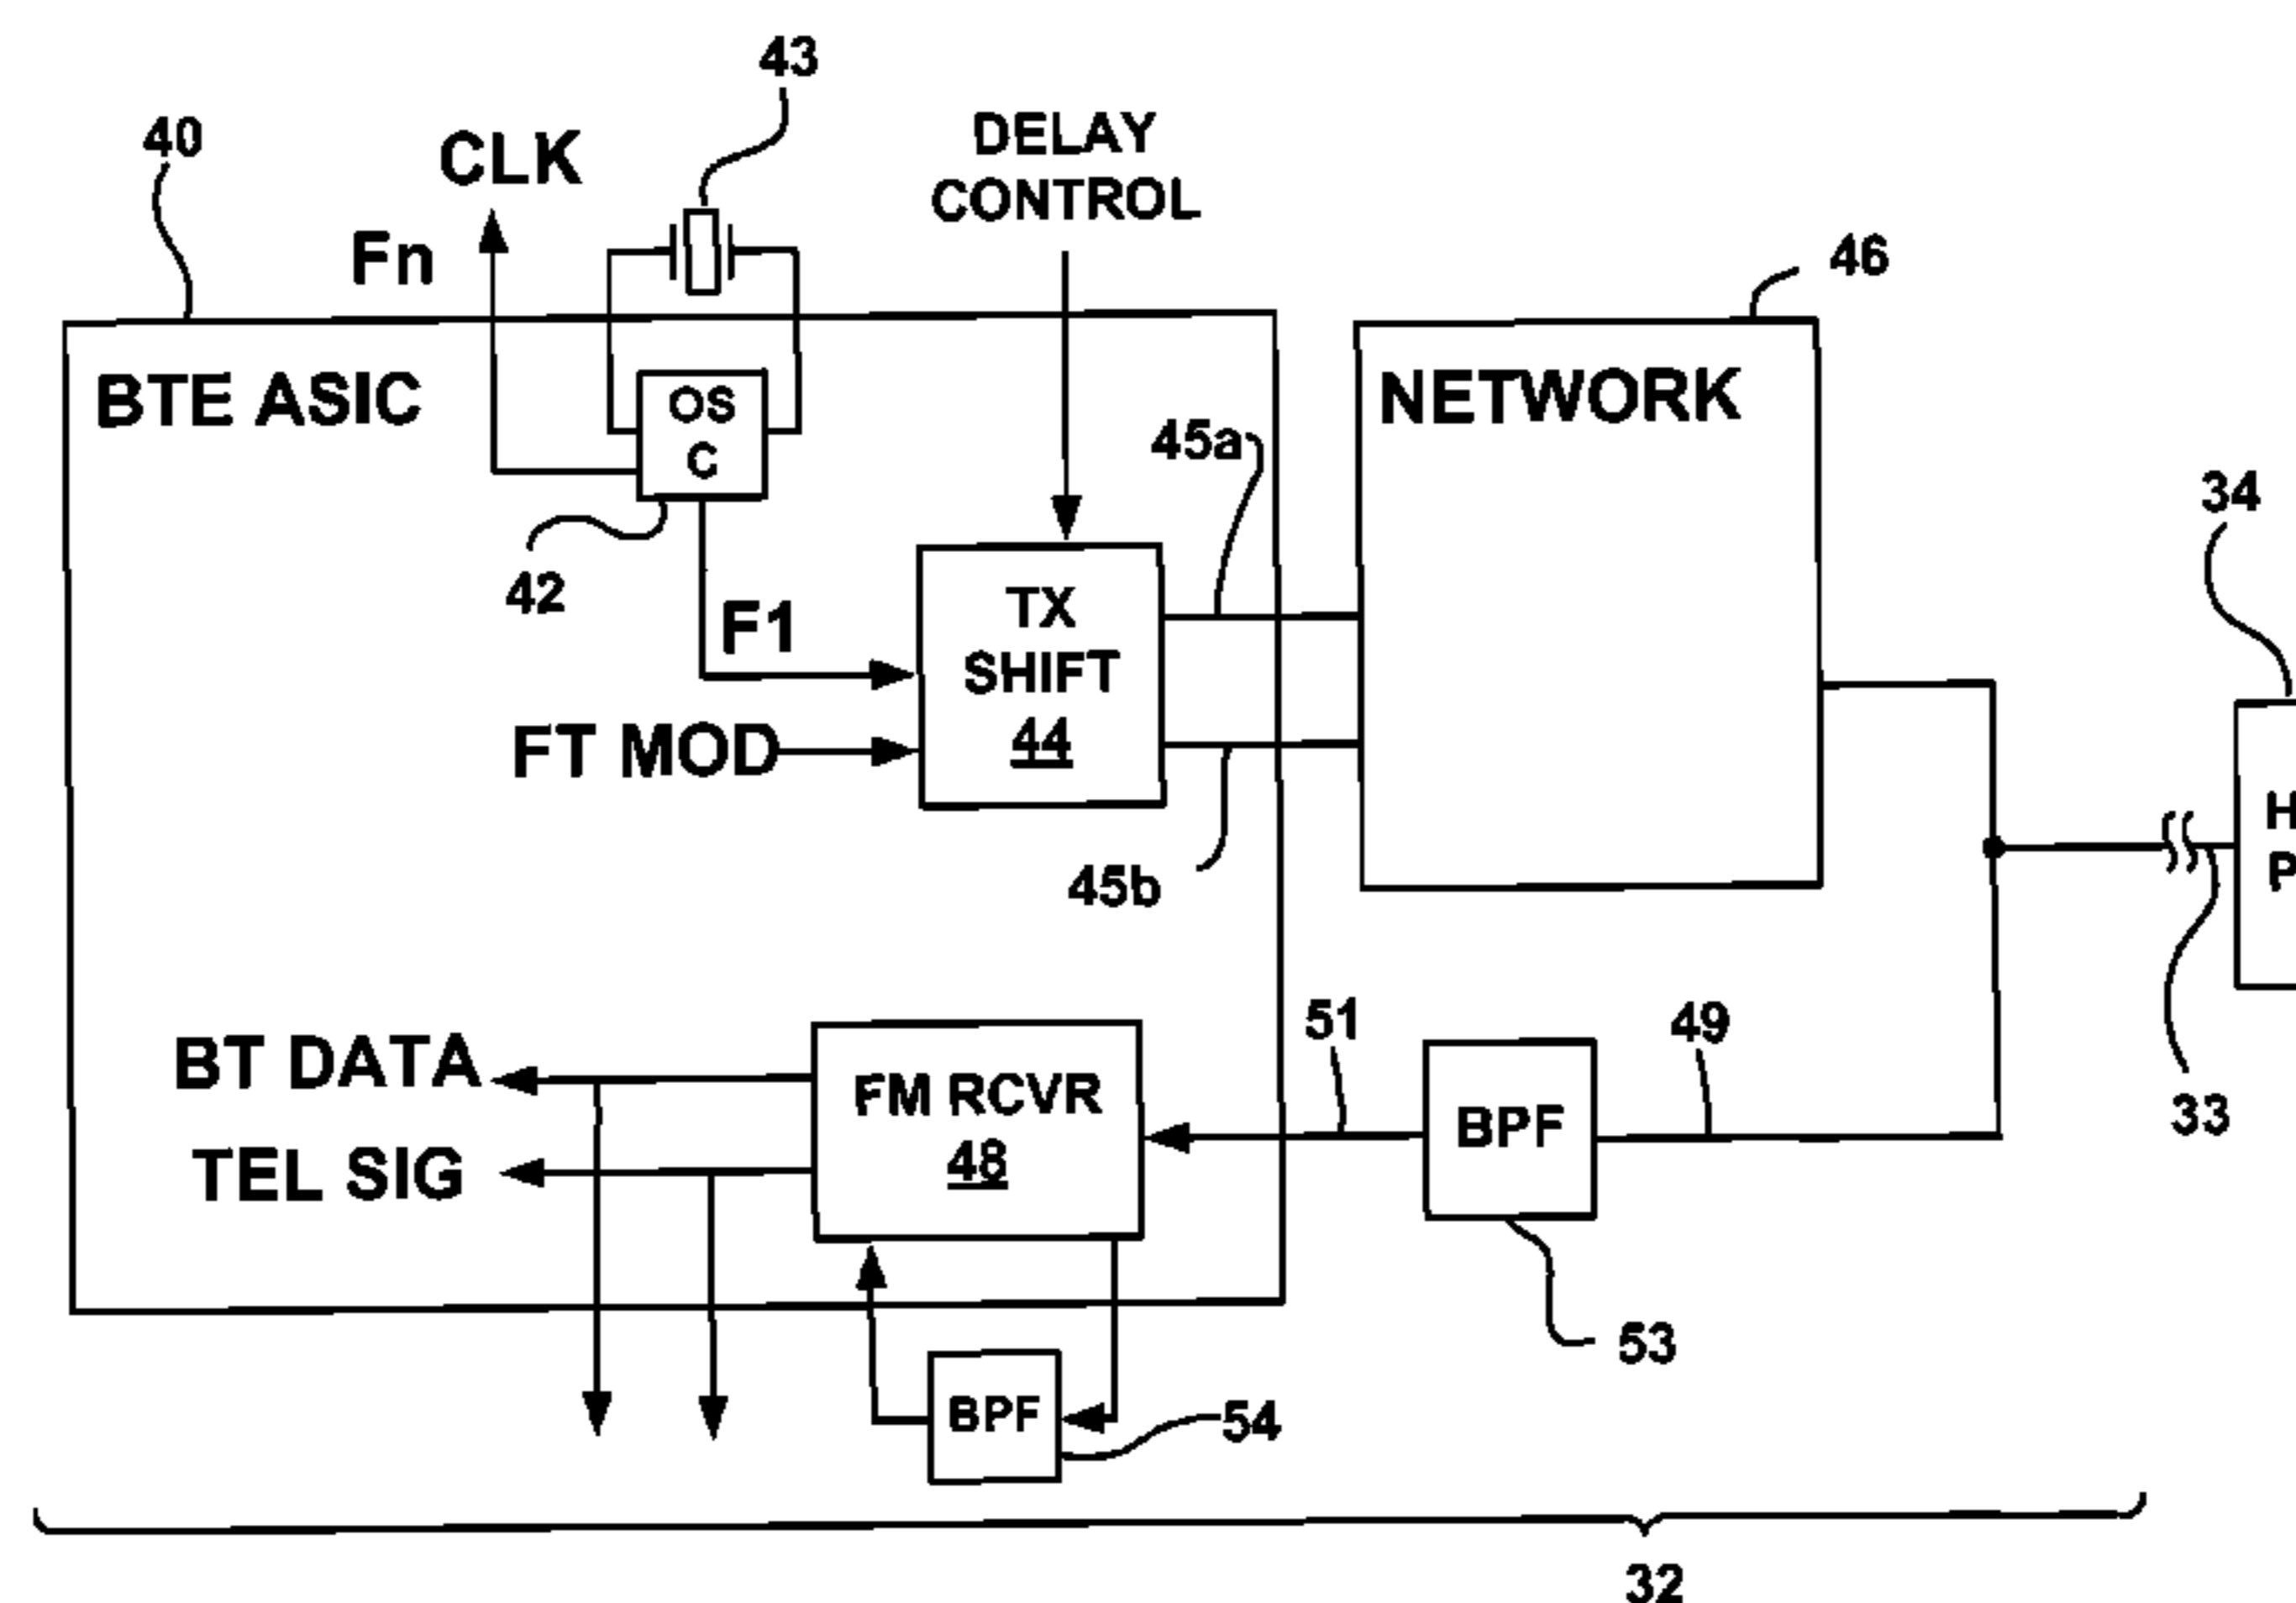 43
40
CLK
DELAY
CONTROL
Fn
46
BTE ASIC
OS
C
NETWORK
45a
34
42
F1
TX
SHIFT
44
FT MOD
H
P
45b
51
49
BT DATA
FM RCVR
48
BPF
33
TEL SIG
53
BPF
54
32